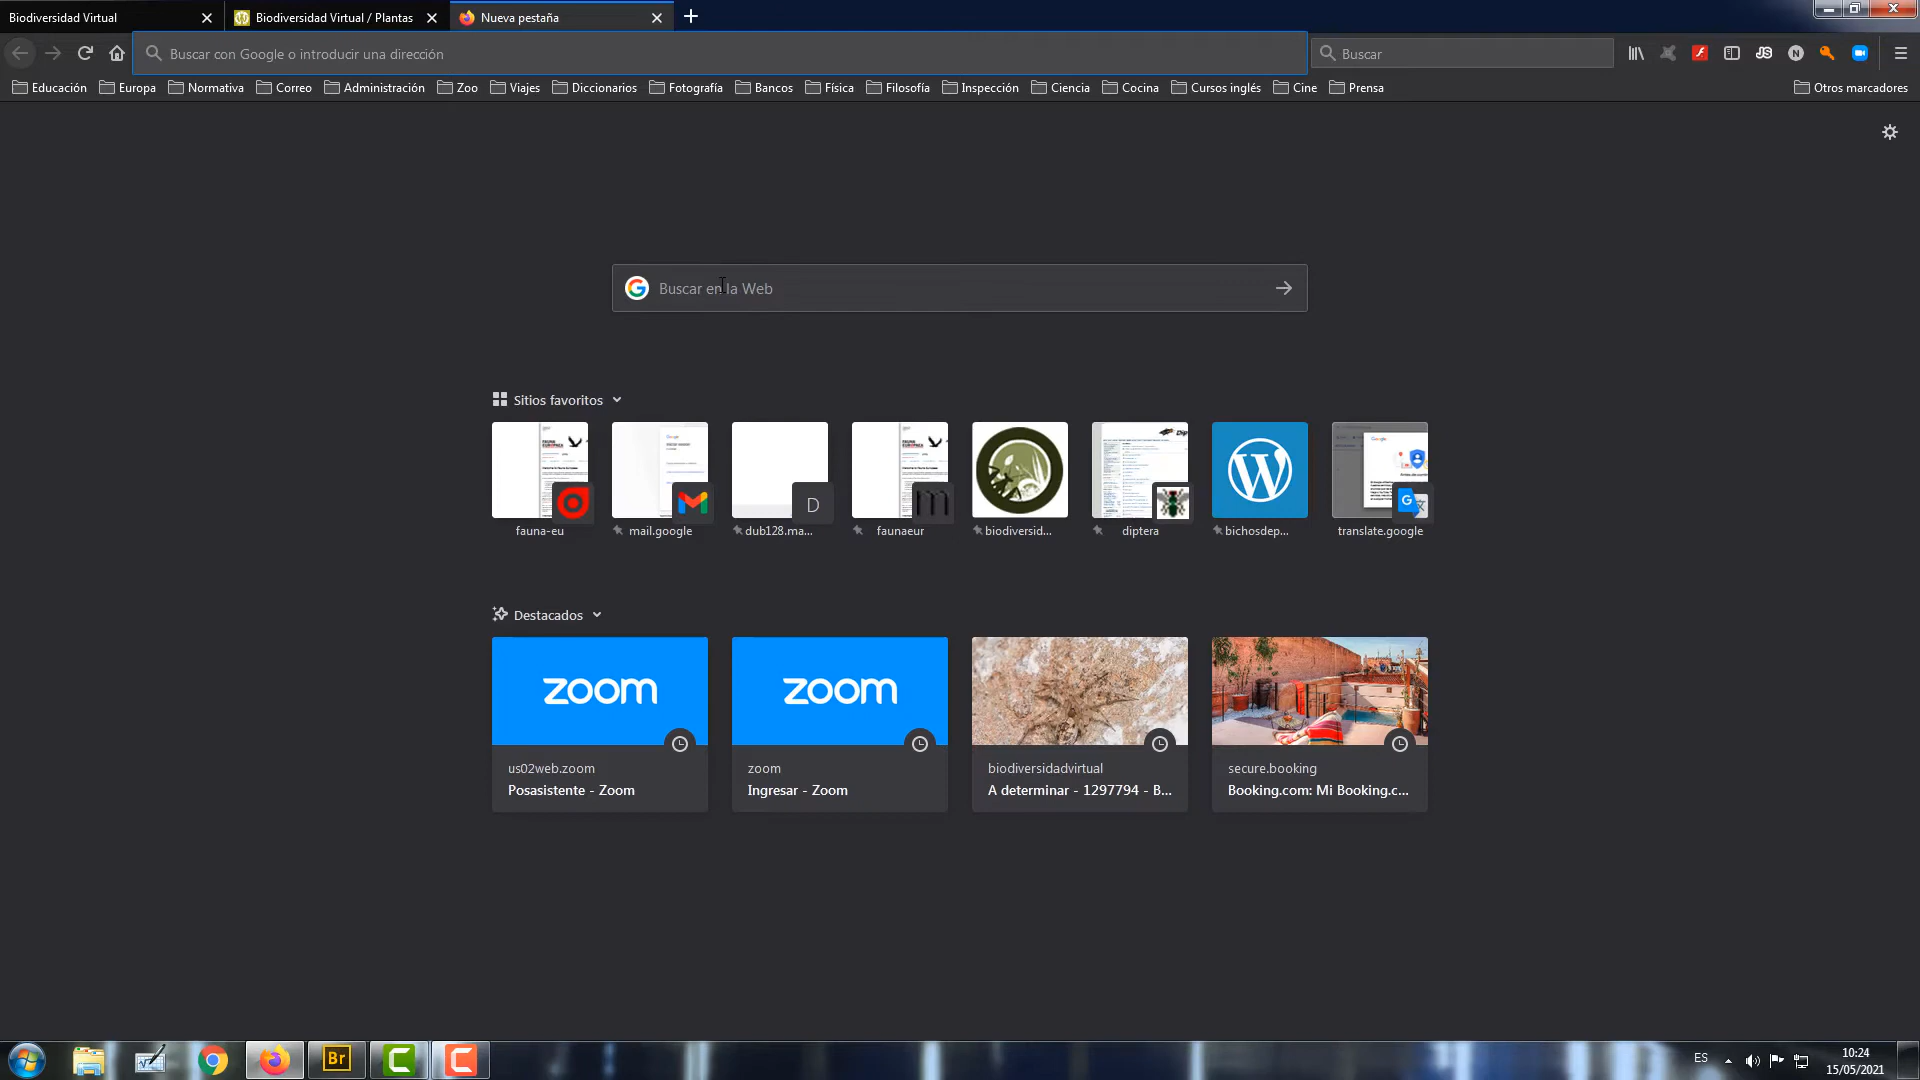 Biodiversidad Virtual
Biodiversidad Virtual / Plantas
Nueva pestaña
Buscar con Google o introducir una dirección
Buscar
Educación Europa Normativa Correo Administración Zoo Viajes Diccionarios Fotografía Bancos Física Filosofía Inspección Ciencia Cocina Cursos inglés Cine Prensa Otros marcadores
Buscar en la Web
Sitios favoritos
D
fauna-eu mail.google dub128.ma... faunaeur biodiversid... diptera bichosdep... translate.google
Destacados
zoom
zoom
us02web.zoom
Posasistente - Zoom
zoom
Ingresar - Zoom
biodiversidadvirtual
A determinar - 1297794 - B...
secure.booking
Booking.com: Mi Booking.c...
Br
ES
10:24
15/05/2021